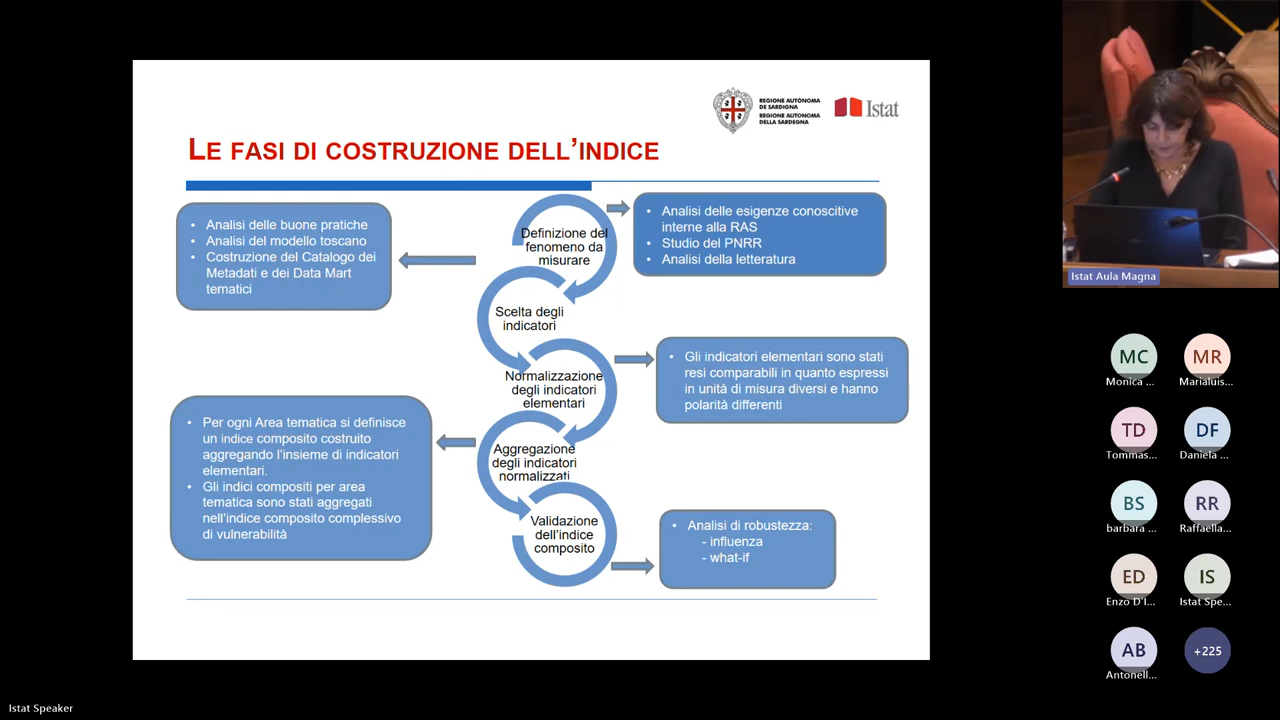 REGIONE AUTÒNOMA
DE SARDIGNA
REGIONE AUTONOMA
DELLA SARDEGNA
Istat
LE FASI DI COSTRUZIONE DELL'INDICE
• Analisi delle buone pratiche
• Analisi del modello toscano
• Costruzione del Catalogo dei
Metadati e dei Data Mart
tematici
Definizione del
fenomeno da
misurare
• Analisi delle esigenze conoscitive
interne alla RAS
• Studio del PNRR
• Analisi della letteratura
Scelta degli
indicatori
Normalizzazione
degli indicatori
elementari
• Gli indicatori elementari sono stati
resi comparabili in quanto espressi
in unità di misura diversi e hanno
polarità differenti
• Per ogni Area tematica si definisce
un indice composito costruito
aggregando l'insieme di indicatori
elementari.
• Gli indici compositi per area
tematica sono stati aggregati
nell'indice composito complessivo
di vulnerabilità
Aggregazione
degli indicatori
normalizzati
Validazione
dell'indice
composito
• Analisi di robustezza:
- influenza
- what-if
Istat Aula Magna
MC
Monica ...
MR
Marialuis...
TD
Tommas...
DF
Daniela ...
BS
barbara ...
RR
Raffaella...
ED
Enzo D'I...
IS
Istat Spe...
AB
Antonell...
+225
Istat Speaker